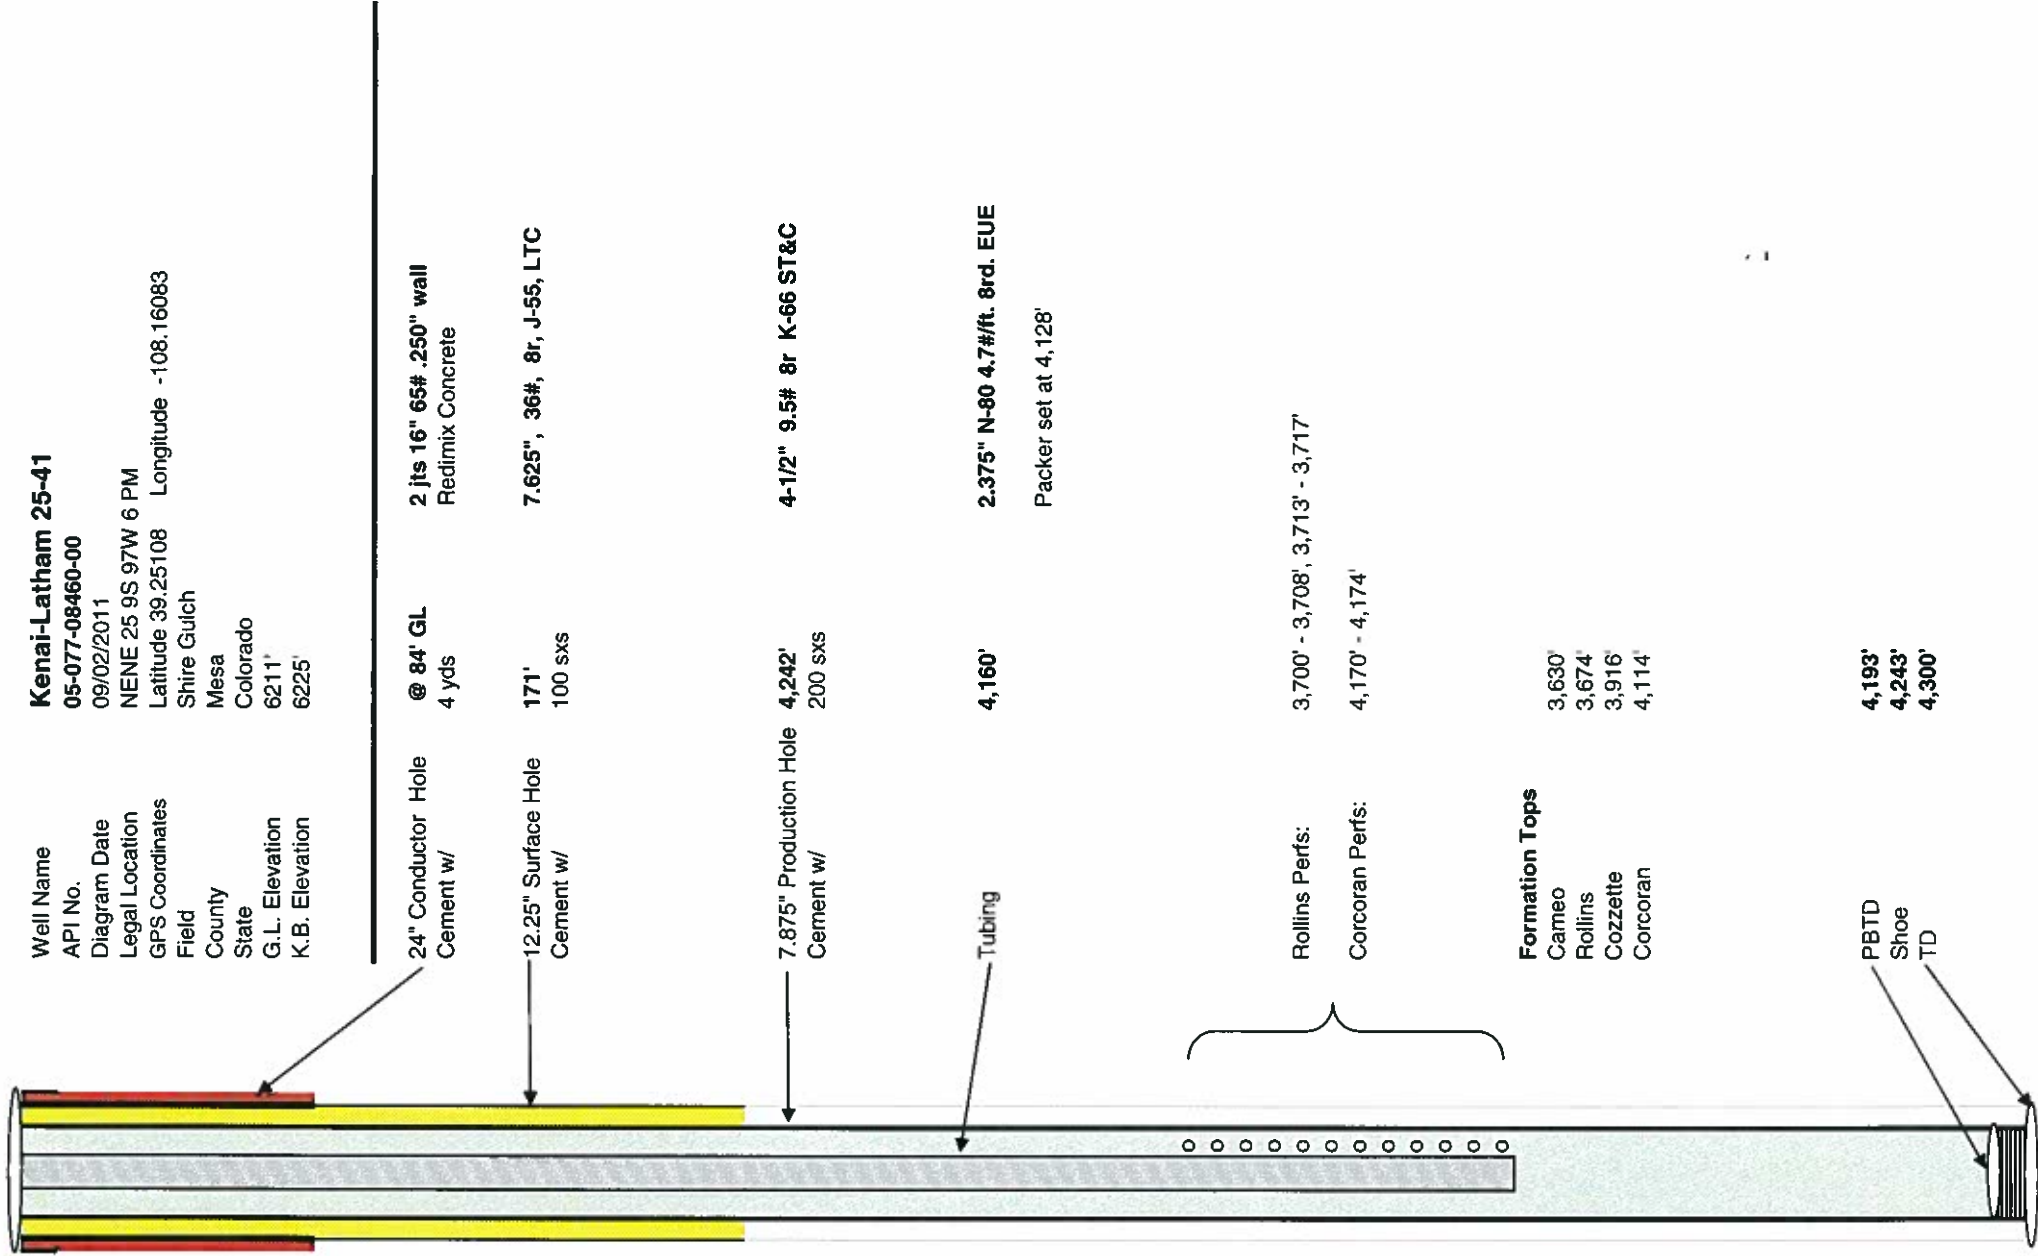 Well Name Kenai-Latham 25-41
API No. 05-077-08460-00
Diagram Date 09/02/2011
Legal Location NENE 25 9S 97W 6 PM
GPS Coordinates Latitude 39.25108 Longitude -108.16083
Field Shire Gulch
County Mesa
State Colorado
G.L. Elevation 6211'
K.B. Elevation 6225'
24" Conductor Hole @ 84' GL 2 jts 16" 65# .250" wall
Cement w/ 4 yds Redimix Concrete
12.25" Surface Hole 171' 7.625", 36#, 8r, J-55, LTC
Cement w/ 100 sxs
7.875" Production Hole 4,242' 4-1/2" 9.5# 8r K-66 ST&C
Cement w/ 200 sxs
Tubing 4,160' 2.375" N-80 4.7#/ft. 8rd. EUE
Packer set at 4,128'
Rollins Perfs: 3,700' - 3,708', 3,713' - 3,717'
Corcoran Perfs: 4,170' - 4,174'
Formation Tops
Cameo 3,630'
Rollins 3,674'
Cozzette 3,916'
Corcoran 4,114'
PBTD 4,193'
Shoe 4,243'
TD 4,300'